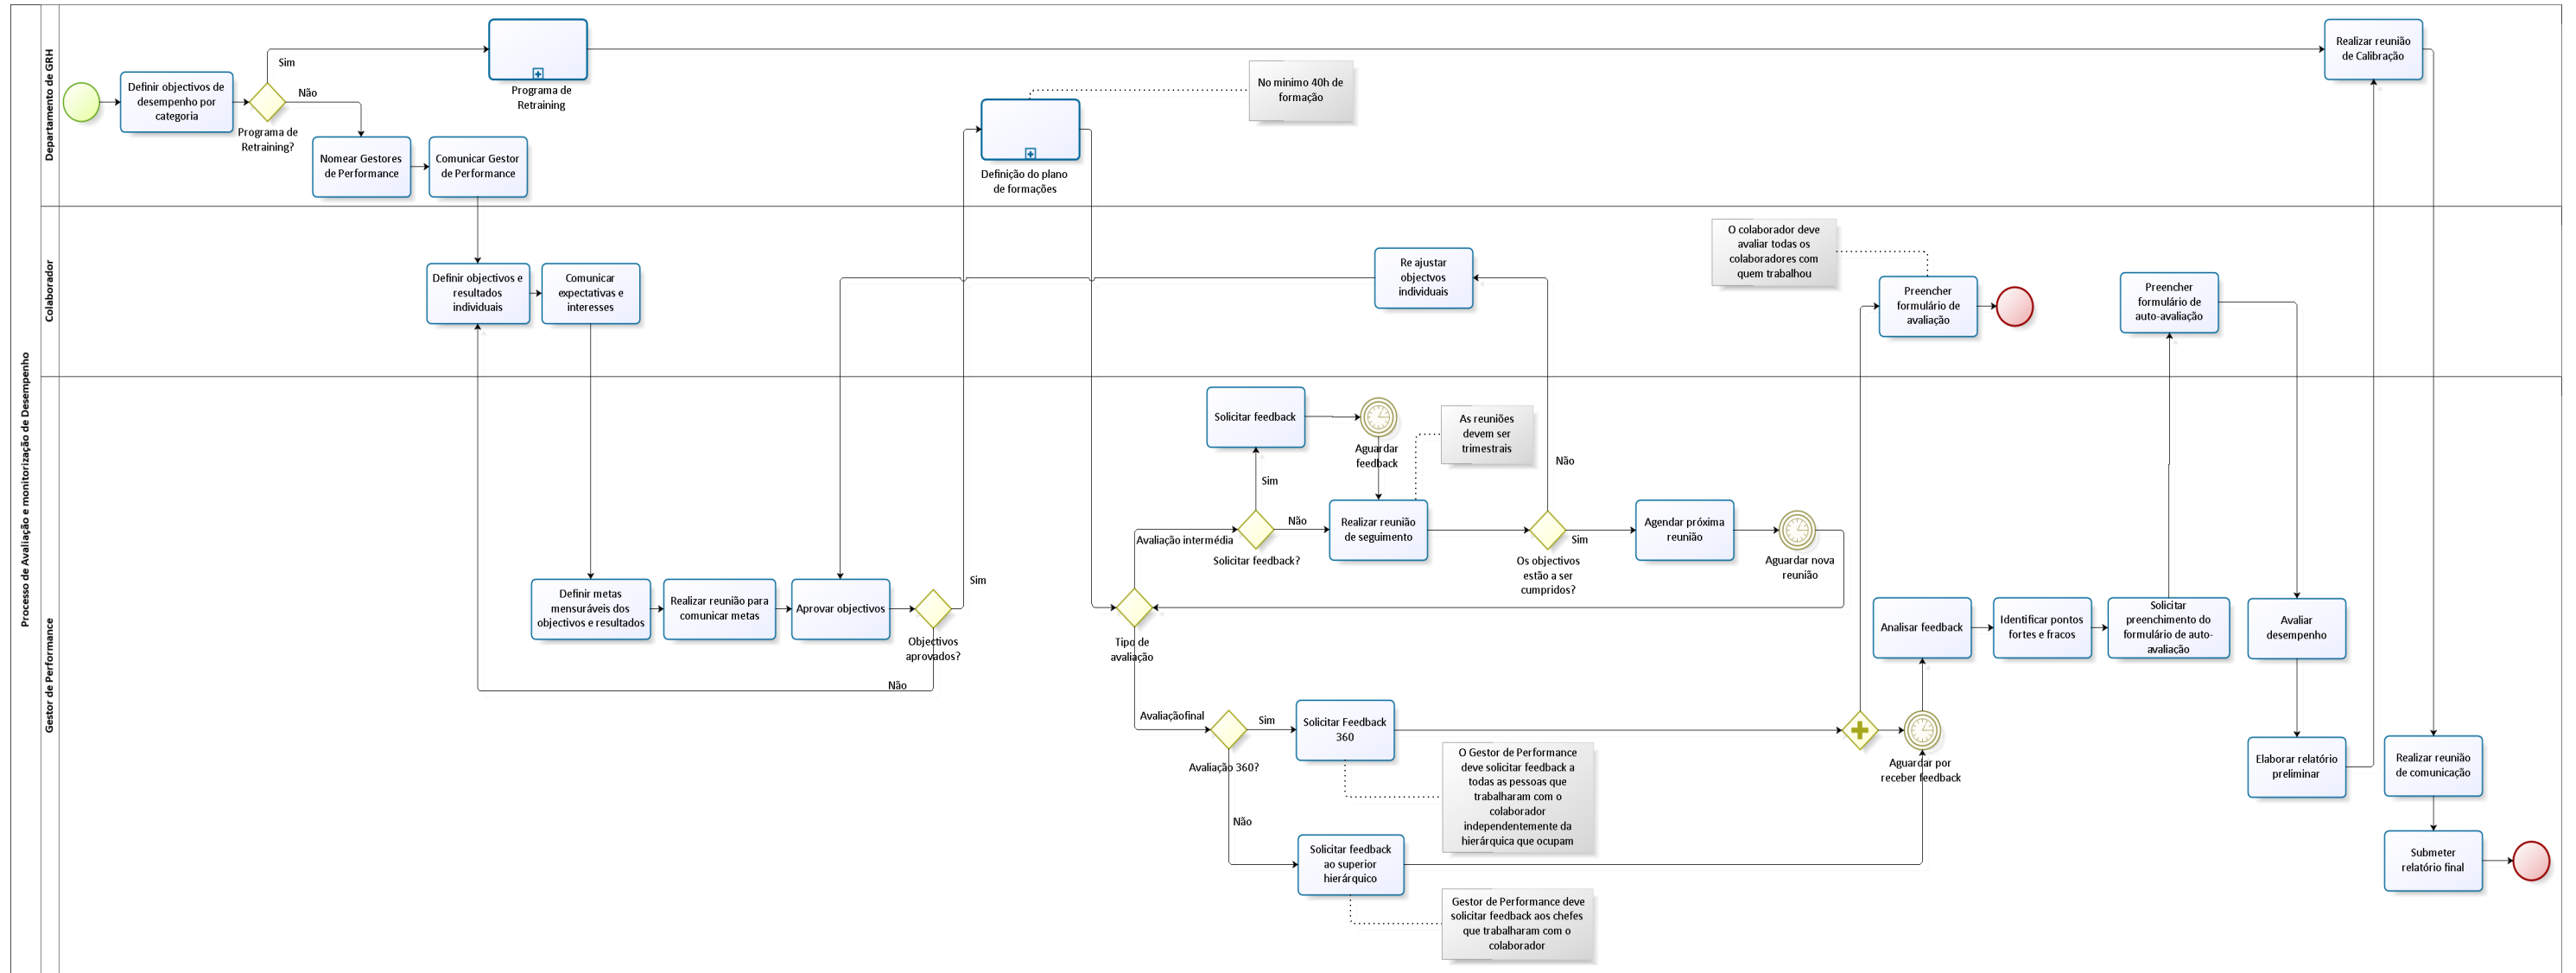 Processo de Avaliação e monitorização de Desempenho
Departamento de GRH
Definir objectivos de
desempenho por
categoria
Sim
Não
Programa de
Retraining?
Programa de
Retraining
Nomear Gestores
de Performance
Comunicar Gestor
de Performance
Definição do plano
de formações
No minimo 40h de
formação
Realizar reunião
de Calibração
Colaborador
Definir objectivos e
resultados
individuais
Comunicar
expectativas e
interesses
Re ajustar
objectvos
individuais
O colaborador deve
avaliar todas os
colaboradores com
quem trabalhou
Preencher
formulário de
avaliação
Preencher
formulário de
auto-avaliação
Gestor de Performance
Definir metas
mensuráveis dos
objectivos e resultados
Realizar reunião para
comunicar metas
Aprovar objectivos
Objectivos
aprovados?
Sim
Não
Tipo de
avaliação
Avaliação intermédia
Solicitar feedback?
Sim
Não
Solicitar feedback
Aguardar
feedback
As reuniões
devem ser
trimestrais
Realizar reunião
de seguimento
Os objectivos
estão a ser
cumpridos?
Não
Sim
Agendar próxima
reunião
Aguardar nova
reunião
Avaliaçãofinal
Avaliação 360?
Sim
Não
Solicitar Feedback
360
O Gestor de Performance
deve solicitar feedback a
todas as pessoas que
trabalharam com o
colaborador
independentemente da
hierárquica que ocupam
Solicitar feedback
ao superior
hierárquico
Gestor de Performance deve
solicitar feedback aos chefes
que trabalharam com o
colaborador
Aguardar por
receber feedback
Analisar feedback
Identificar pontos
fortes e fracos
Solicitar
preenchimento do
formulário de auto-
avaliação
Avaliar
desempenho
Elaborar relatório
preliminar
Realizar reunião
de comunicação
Submeter
relatório final